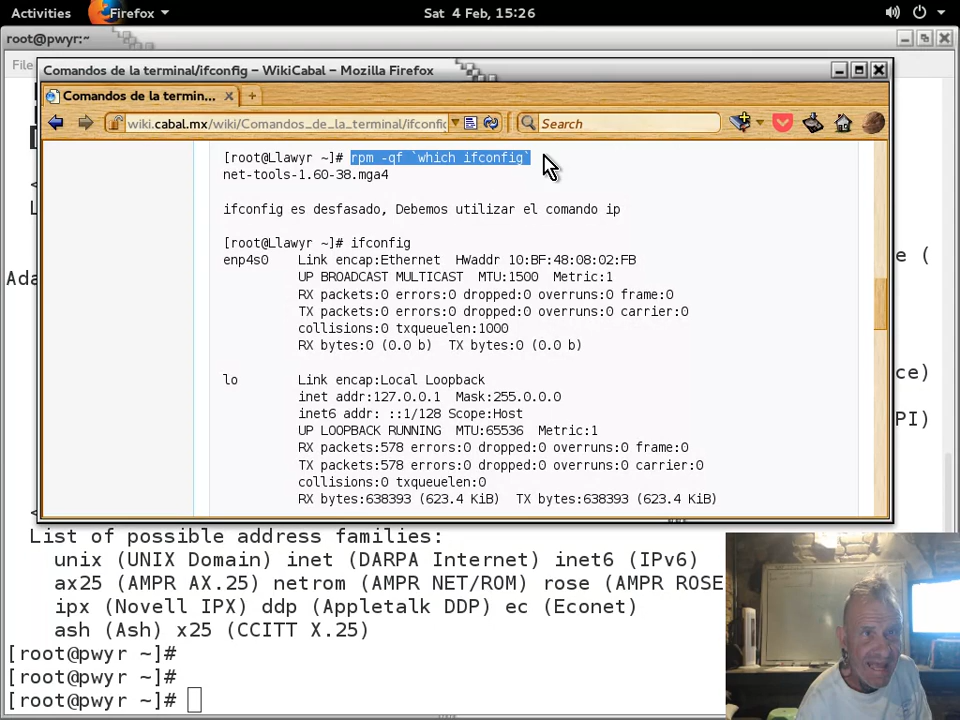 Activities Firefox Sat 4 Feb, 15:26
root@pwyr:~
File
Comandos de la terminal/ifconfig – WikiCabal – Mozilla Firefox
Comandos de la termin...
wiki.cabal.mx/wiki/Comandos_de_la_terminal/ifconfig Search
[root@Llawyr ~]# rpm -qf `which ifconfig`
net-tools-1.60-38.mga4
ifconfig es desfasado, Debemos utilizar el comando ip
[root@Llawyr ~]# ifconfig
enp4s0 Link encap:Ethernet HWaddr 10:BF:48:08:02:FB
UP BROADCAST MULTICAST MTU:1500 Metric:1
RX packets:0 errors:0 dropped:0 overruns:0 frame:0
TX packets:0 errors:0 dropped:0 overruns:0 carrier:0
collisions:0 txqueuelen:1000
RX bytes:0 (0.0 b) TX bytes:0 (0.0 b)
lo Link encap:Local Loopback
inet addr:127.0.0.1 Mask:255.0.0.0
inet6 addr: ::1/128 Scope:Host
UP LOOPBACK RUNNING MTU:65536 Metric:1
RX packets:578 errors:0 dropped:0 overruns:0 frame:0
TX packets:578 errors:0 dropped:0 overruns:0 carrier:0
collisions:0 txqueuelen:0
RX bytes:638393 (623.4 KiB) TX bytes:638393 (623.4 KiB)
e (
Ada
ce)
PI)
List of possible address families:
unix (UNIX Domain) inet (DARPA Internet) inet6 (IPv6)
ax25 (AMPR AX.25) netrom (AMPR NET/ROM) rose (AMPR ROSE
ipx (Novell IPX) ddp (Appletalk DDP) ec (Econet)
ash (Ash) x25 (CCITT X.25)
[root@pwyr ~]#
[root@pwyr ~]#
[root@pwyr ~]#